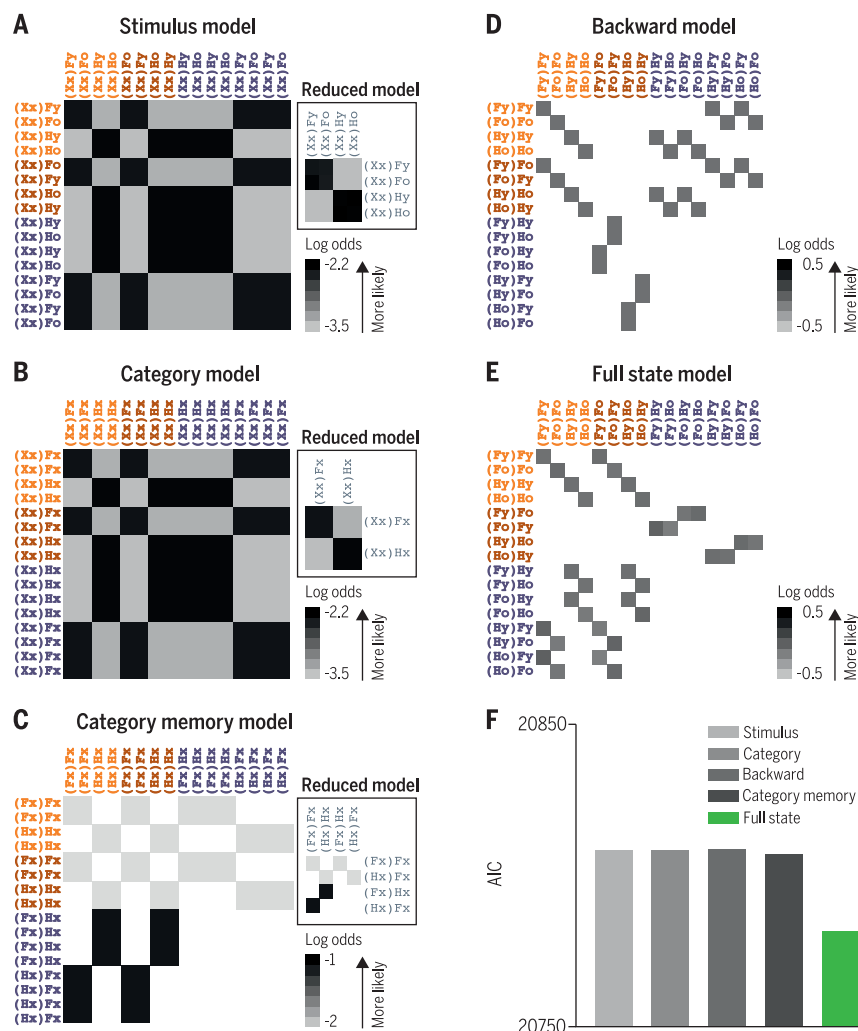 A
Stimulus model
(Xx)Fy
(Xx)Fo
(Xx)Hy
(Xx)Ho
(Xx)Fo
(Xx)Fy
(Xx)Ho
(Xx)Hy
(Xx)Hy
(Xx)Ho
(Xx)Hy
(Xx)Ho
(Xx)Fy
(Xx)Fo
(Xx)Fy
(Xx)Fo
(Xx)Fy
(Xx)Fo
(Xx)Hy
(Xx)Ho
(Xx)Fo
(Xx)Fy
(Xx)Ho
(Xx)Hy
(Xx)Hy
(Xx)Ho
(Xx)Hy
(Xx)Ho
(Xx)Fy
(Xx)Fo
(Xx)Fy
(Xx)Fo
Reduced model
(Xx)Fy
(Xx)Fo
(Xx)Hy
(Xx)Ho
(Xx)Fy
(Xx)Fo
(Xx)Hy
(Xx)Ho
Log odds
-2.2
-3.5
More likely
B
Category model
(Xx)Fx
(Xx)Fx
(Xx)Hx
(Xx)Hx
(Xx)Fx
(Xx)Fx
(Xx)Hx
(Xx)Hx
(Xx)Hx
(Xx)Hx
(Xx)Hx
(Xx)Hx
(Xx)Fx
(Xx)Fx
(Xx)Fx
(Xx)Fx
(Xx)Fx
(Xx)Fx
(Xx)Hx
(Xx)Hx
(Xx)Fx
(Xx)Fx
(Xx)Hx
(Xx)Hx
(Xx)Hx
(Xx)Hx
(Xx)Hx
(Xx)Hx
(Xx)Fx
(Xx)Fx
(Xx)Fx
(Xx)Fx
Reduced model
(Xx)Fx
(Xx)Hx
(Xx)Fx
(Xx)Hx
Log odds
-2.2
-3.5
More likely
C
Category memory model
(Fx)Fx
(Fx)Fx
(Hx)Hx
(Hx)Hx
(Fx)Fx
(Fx)Fx
(Hx)Hx
(Hx)Hx
(Fx)Hx
(Fx)Hx
(Fx)Hx
(Fx)Hx
(Hx)Fx
(Hx)Fx
(Hx)Fx
(Hx)Fx
(Fx)Fx
(Fx)Fx
(Hx)Hx
(Hx)Hx
(Fx)Fx
(Fx)Fx
(Hx)Hx
(Hx)Hx
(Fx)Hx
(Fx)Hx
(Fx)Hx
(Fx)Hx
(Hx)Fx
(Hx)Fx
(Hx)Fx
(Hx)Fx
Reduced model
(Fx)Fx
(Hx)Hx
(Fx)Hx
(Hx)Fx
(Fx)Fx
(Hx)Fx
(Fx)Hx
(Hx)Fx
Log odds
-1
-2
More likely
D
Backward model
(Fy)Fy
(Fo)Fo
(Hy)Hy
(Ho)Ho
(Fy)Fo
(Fo)Fy
(Hy)Ho
(Ho)Hy
(Fy)Hy
(Fy)Ho
(Fo)Hy
(Fo)Ho
(Hy)Fy
(Hy)Fo
(Ho)Fy
(Ho)Fo
(Fy)Fy
(Fo)Fo
(Hy)Hy
(Ho)Ho
(Fy)Fo
(Fo)Fy
(Hy)Ho
(Ho)Hy
(Fy)Hy
(Fy)Ho
(Fo)Hy
(Fo)Ho
(Hy)Fy
(Hy)Fo
(Ho)Fy
(Ho)Fo
Log odds
0.5
-0.5
More likely
E
Full state model
(Fy)Fy
(Fo)Fo
(Hy)Hy
(Ho)Ho
(Fy)Fo
(Fo)Fy
(Hy)Ho
(Ho)Hy
(Fy)Hy
(Fy)Ho
(Fo)Hy
(Fo)Ho
(Hy)Fy
(Hy)Fo
(Ho)Fy
(Ho)Fo
(Fy)Fy
(Fo)Fo
(Hy)Hy
(Ho)Ho
(Fy)Fo
(Fo)Fy
(Hy)Ho
(Ho)Hy
(Fy)Hy
(Fy)Ho
(Fo)Hy
(Fo)Ho
(Hy)Fy
(Hy)Fo
(Ho)Fy
(Ho)Fo
Log odds
0.5
-0.5
More likely
F
20850
AIC
20750
Stimulus
Category
Backward
Category memory
Full state